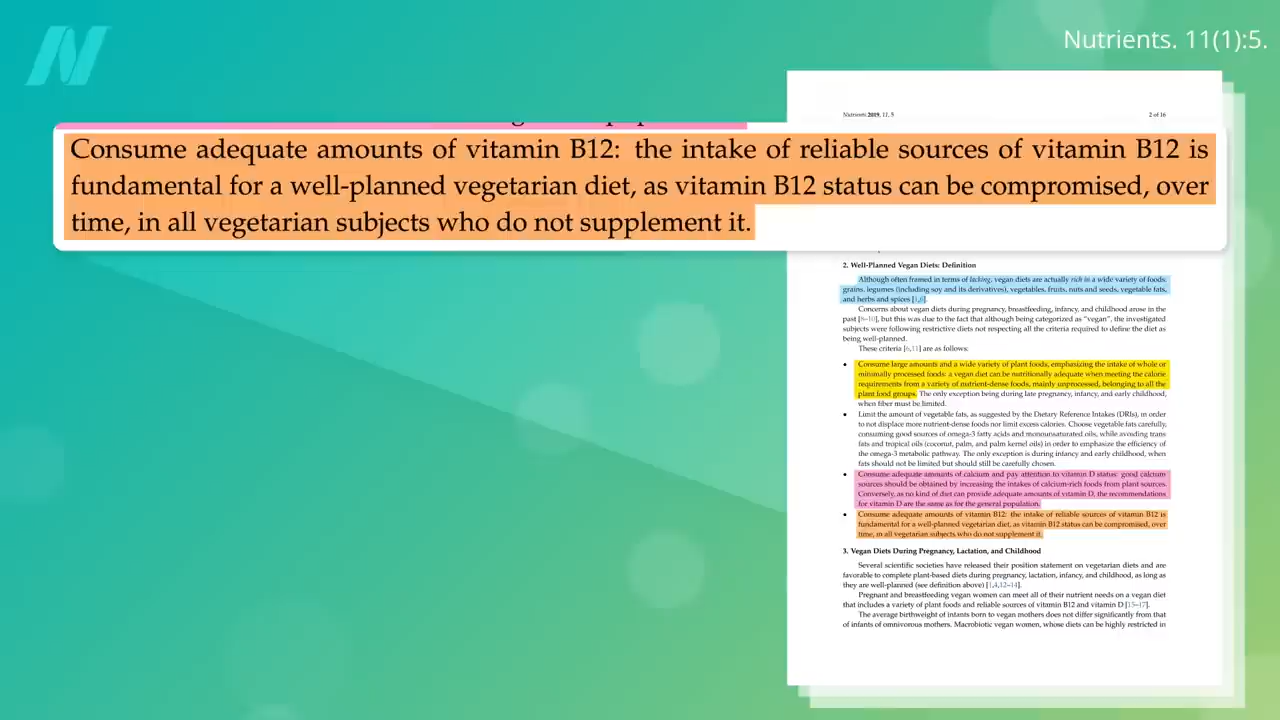 Nutrients. 11(1):5.
Consume adequate amounts of vitamin B12: the intake of reliable sources of vitamin B12 is
fundamental for a well-planned vegetarian diet, as vitamin B12 status can be compromised, over
time, in all vegetarian subjects who do not supplement it.
Nutrients 2019, 11, 5
2 of 16
2. Well-Planned Vegan Diets: Definition
Although often framed in terms of lacking, vegan diets are actually rich in a wide variety of foods:
grains, legumes (including soy and its derivatives), vegetables, fruits, nuts and seeds, vegetable fats,
and herbs and spices [1,6].
Concerns about vegan diets during pregnancy, breastfeeding, infancy, and childhood arose in the
past [8–10], but this was due to the fact that although being categorized as “vegan”, the investigated
subjects were following restrictive diets not respecting all the criteria required to define the diet as
being well-planned.
These criteria [6,11] are as follows:
• Consume large amounts and a wide variety of plant foods, emphasizing the intake of whole or
minimally processed foods: a vegan diet can be nutritionally adequate when meeting the calorie
requirements from a variety of nutrient-dense foods, mainly unprocessed, belonging to all the
plant food groups. The only exception being during late pregnancy, infancy, and early childhood,
when fiber must be limited.
• Limit the amount of vegetable fats, as suggested by the Dietary Reference Intakes (DRIs), in order
to not displace more nutrient-dense foods nor limit excess calories. Choose vegetable fats carefully,
consuming good sources of omega-3 fatty acids and monounsaturated oils, while avoiding trans
fats and tropical oils (coconut, palm, and palm kernel oils) in order to emphasize the efficiency of
the omega-3 metabolic pathway. The only exception is during infancy and early childhood, when
fats should not be limited but should still be carefully chosen.
• Consume adequate amounts of calcium and pay attention to vitamin D status: good calcium
sources should be obtained by increasing the intakes of calcium-rich foods from plant sources.
Conversely, as no kind of diet can provide adequate amounts of vitamin D, the recommendations
for vitamin D are the same as for the general population.
• Consume adequate amounts of vitamin B12: the intake of reliable sources of vitamin B12 is
fundamental for a well-planned vegetarian diet, as vitamin B12 status can be compromised, over
time, in all vegetarian subjects who do not supplement it.
3. Vegan Diets During Pregnancy, Lactation, and Childhood
Several scientific societies have released their position statement on vegetarian diets and are
favorable to complete plant-based diets during pregnancy, lactation, infancy, and childhood, as long as
they are well-planned (see definition above) [1,4,12–14].
Pregnant and breastfeeding vegan women can meet all of their nutrient needs on a vegan diet
that includes a variety of plant foods and reliable sources of vitamin B12 and vitamin D [15–17].
The average birthweight of infants born to vegan mothers does not differ significantly from that
of infants of omnivorous mothers. Macrobiotic vegan women, whose diets can be highly restricted in